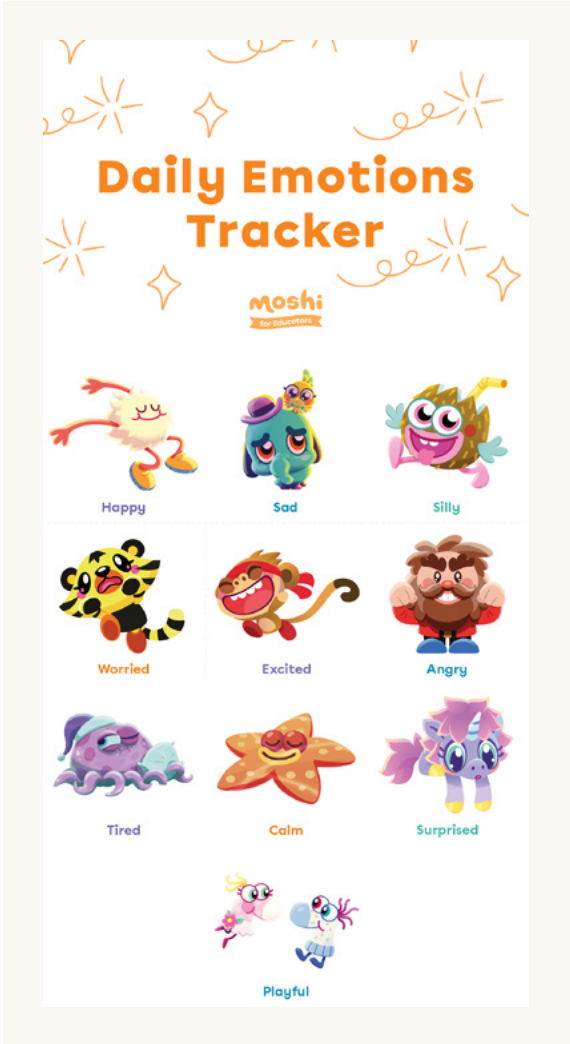 Daily Emotions
Tracker
moshi
for Educators
Happy
Sad
Silly
Worried
Excited
Angry
Tired
Calm
Surprised
Playful